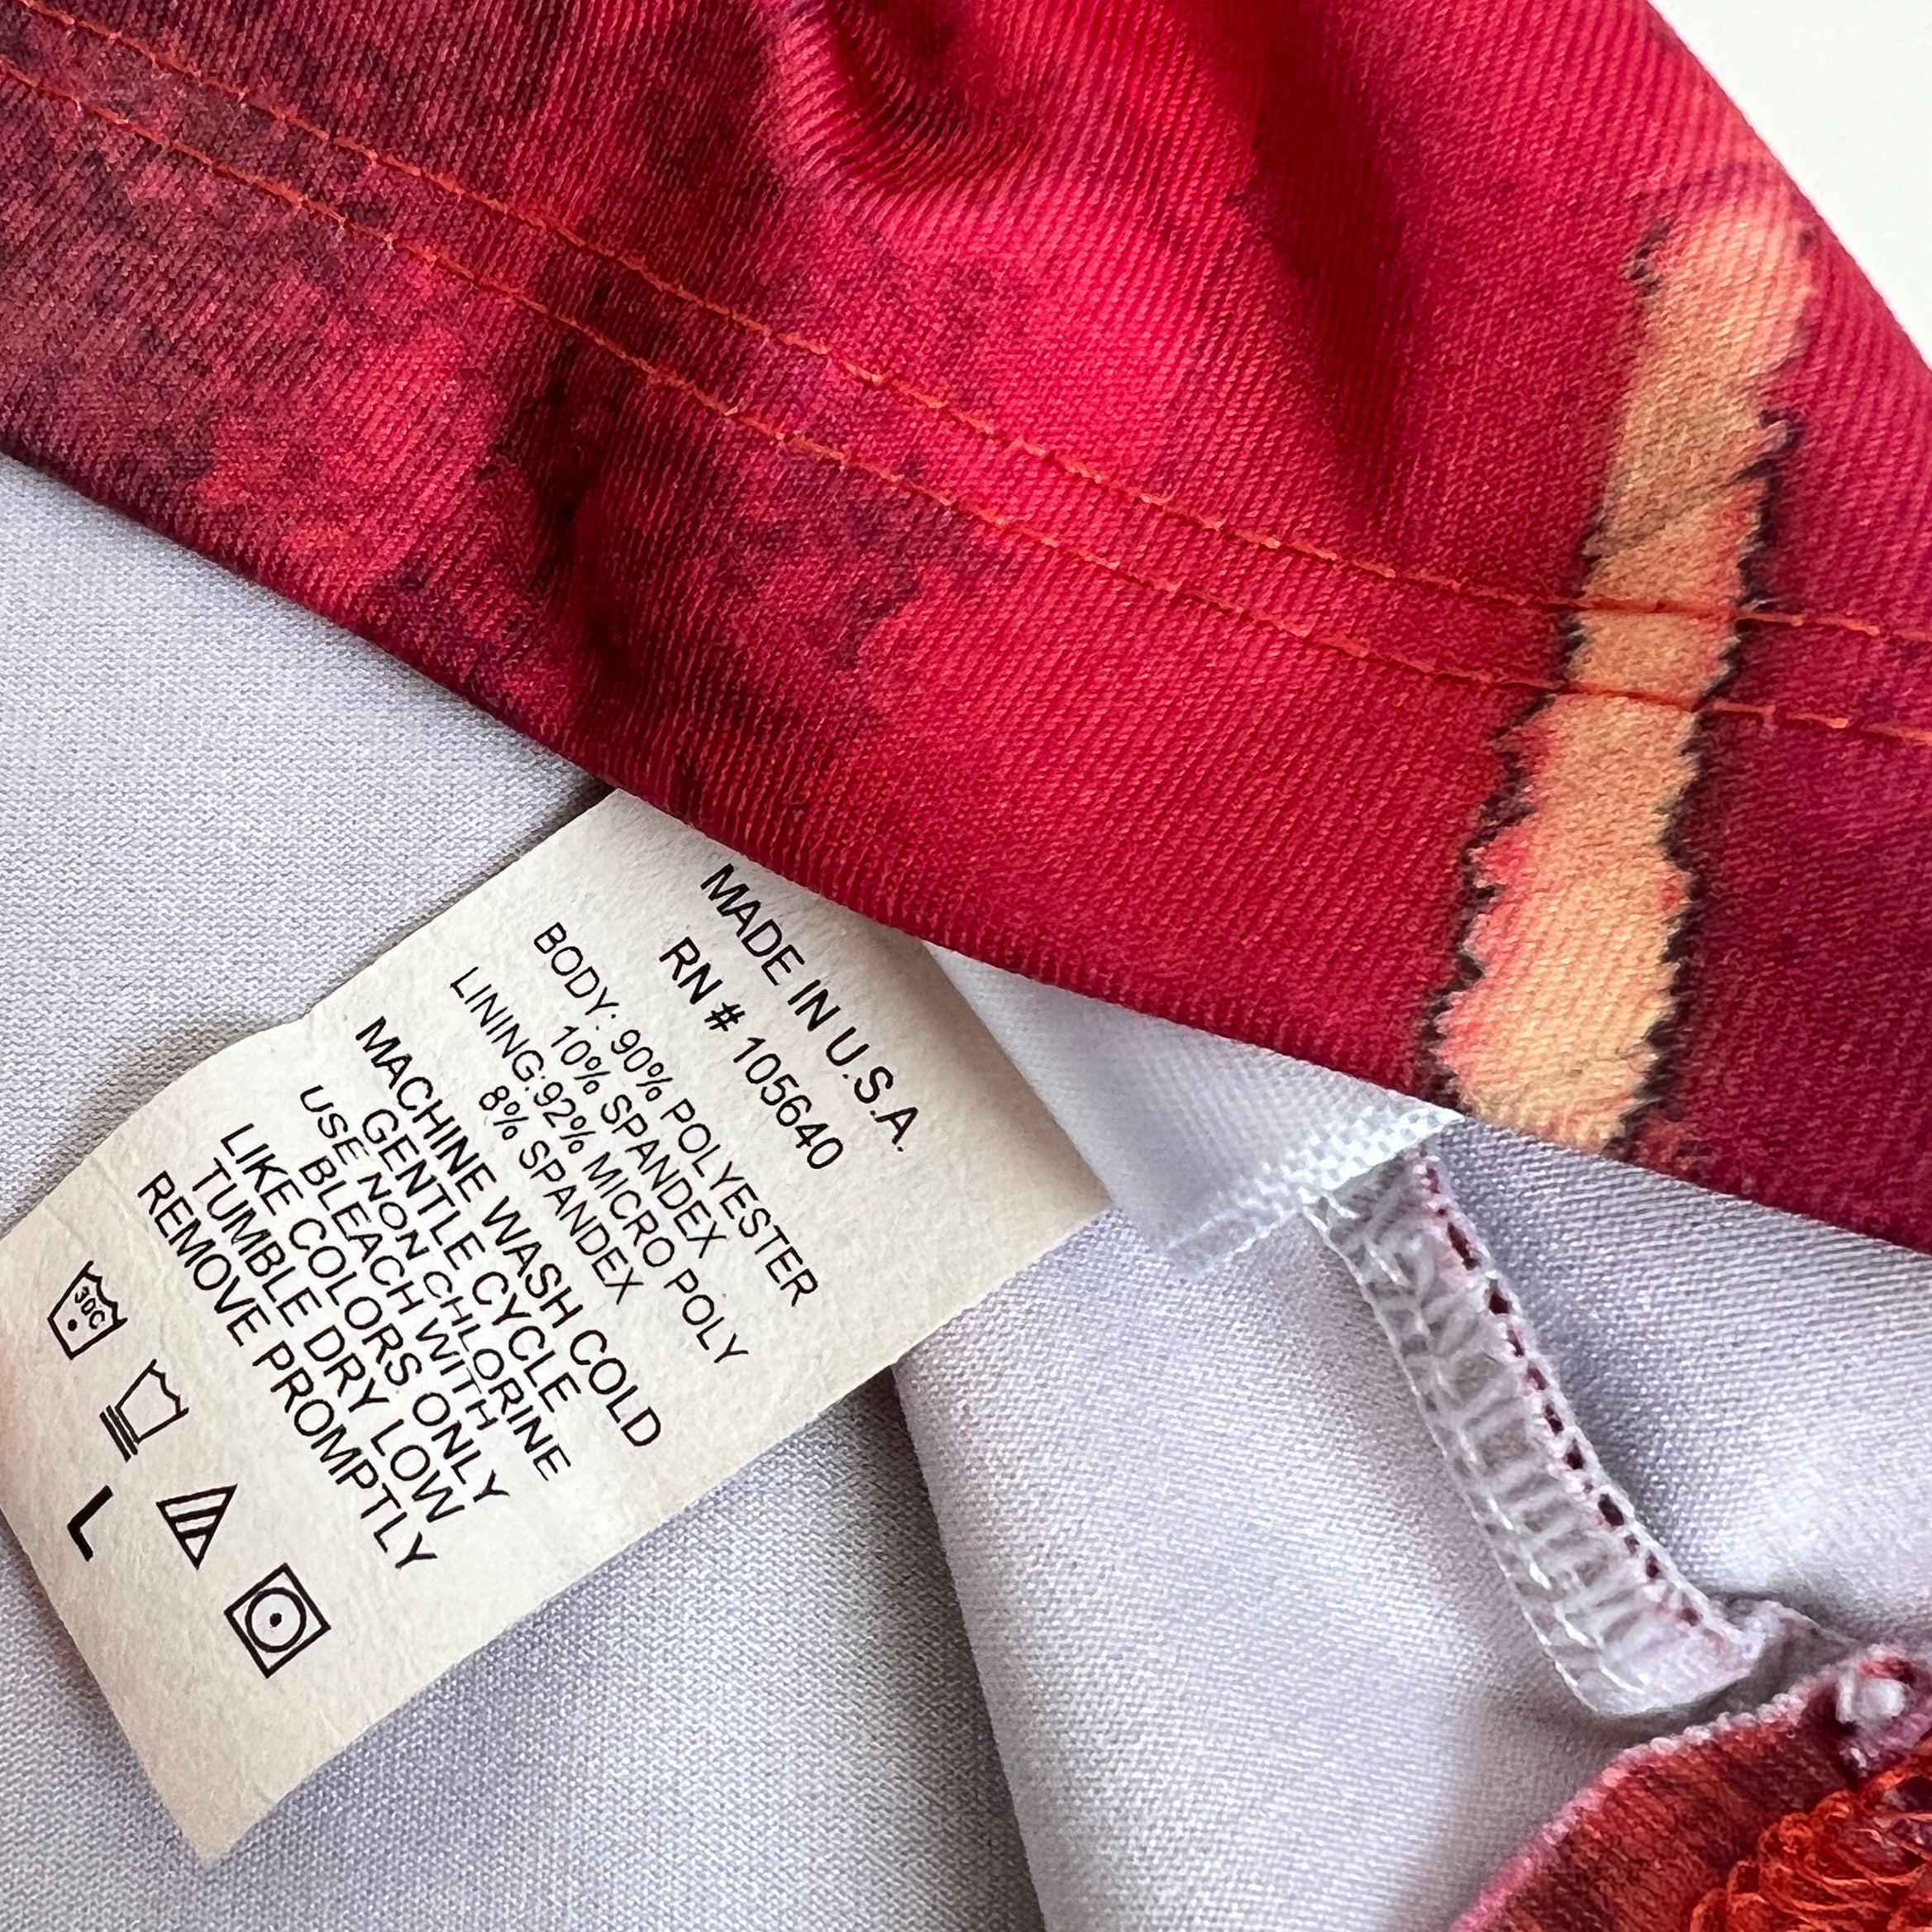 MADE IN U.S.A.
RN # 105640
BODY: 90% POLYESTER
10% SPANDEX
LINING:92% MICRO POLY
8% SPANDEX
MACHINE WASH COLD
GENTLE CYCLE
USE NON CHLORINE
BLEACH WITH
LIKE COLORS ONLY
TUMBLE DRY LOW
REMOVE PROMPTLY
30C
L